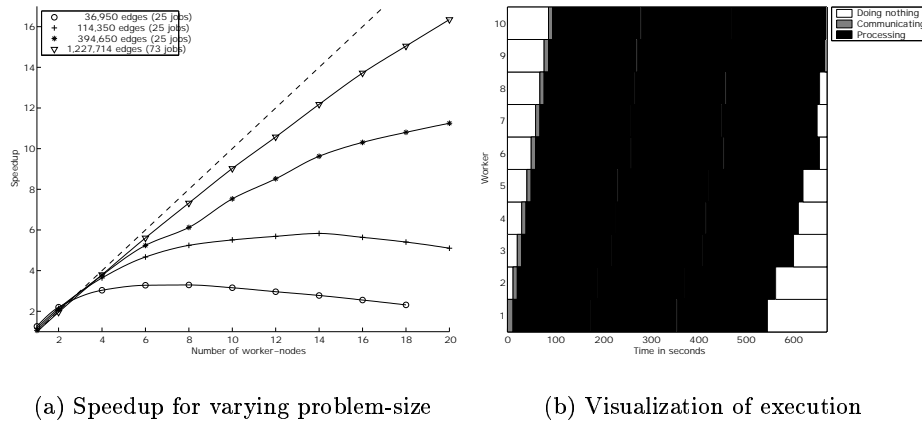 36,950 edges (25 jobs)
114,350 edges (25 jobs)
394,650 edges (25 jobs)
1,227,714 edges (73 jobs)
16
14
12
10
8
6
4
2
Speedup
2 4 6 8 10 12 14 16 18 20
Number of worker-nodes
(a) Speedup for varying problem-size
Doing nothing
Communicating
Processing
10
9
8
7
6
5
4
3
2
1
Worker
0 100 200 300 400 500 600
Time in seconds
(b) Visualization of execution